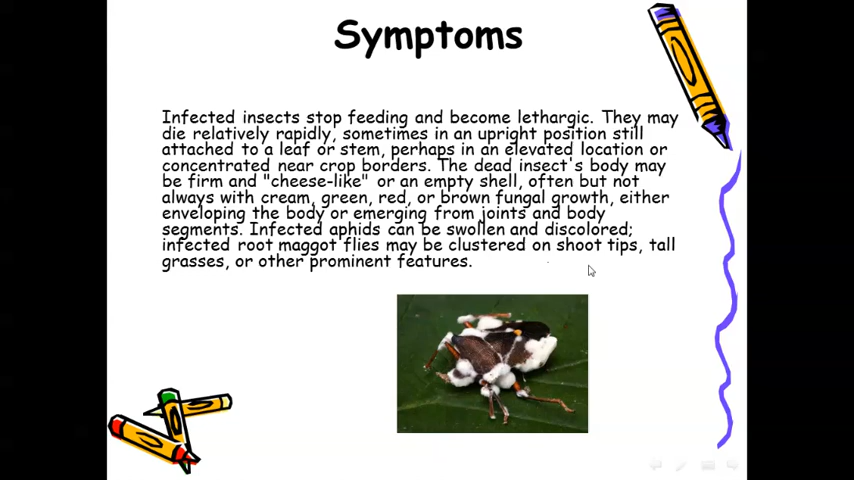 Symptoms
Infected insects stop feeding and become lethargic. They may
die relatively rapidly, sometimes in an upright position still
attached to a leaf or stem, perhaps in an elevated location or
concentrated near crop borders. The dead insect's body may
be firm and "cheese-like" or an empty shell, often but not
always with cream, green, red, or brown fungal growth, either
enveloping the body or emerging from joints and body
segments. Infected aphids can be swollen and discolored;
infected root maggot flies may be clustered on shoot tips, tall
grasses, or other prominent features.